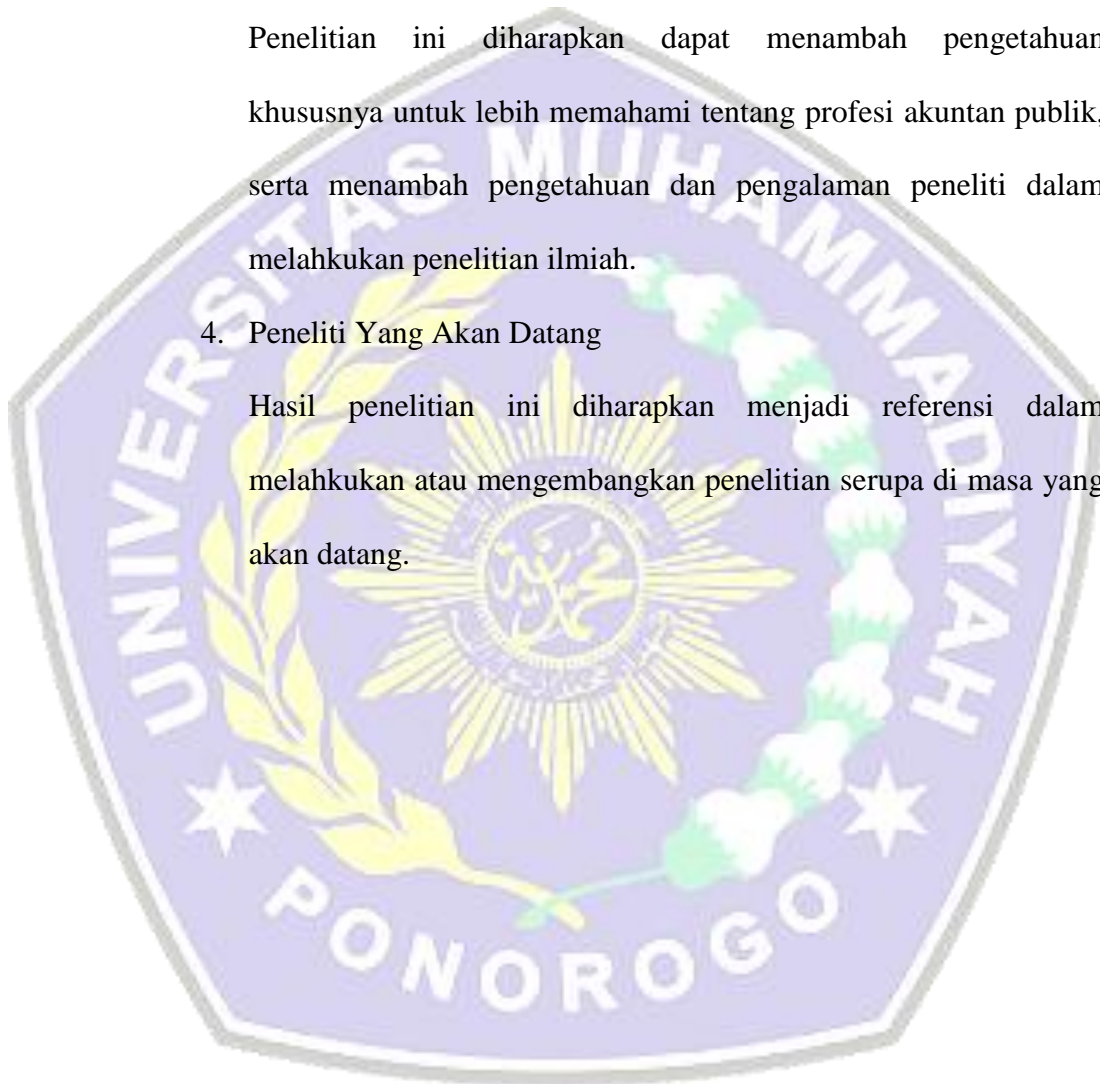 Penelitian ini diharapkan dapat menambah pengetahuan
khususnya untuk lebih memahami tentang profesi akuntan publik,
serta menambah pengetahuan dan pengalaman peneliti dalam
melahkukan penelitian ilmiah.
4. Peneliti Yang Akan Datang
Hasil penelitian ini diharapkan menjadi referensi dalam
melahkukan atau mengembangkan penelitian serupa di masa yang
akan datang.
UNIVERSITAS MUHAMMADIYAH
PONOROGO